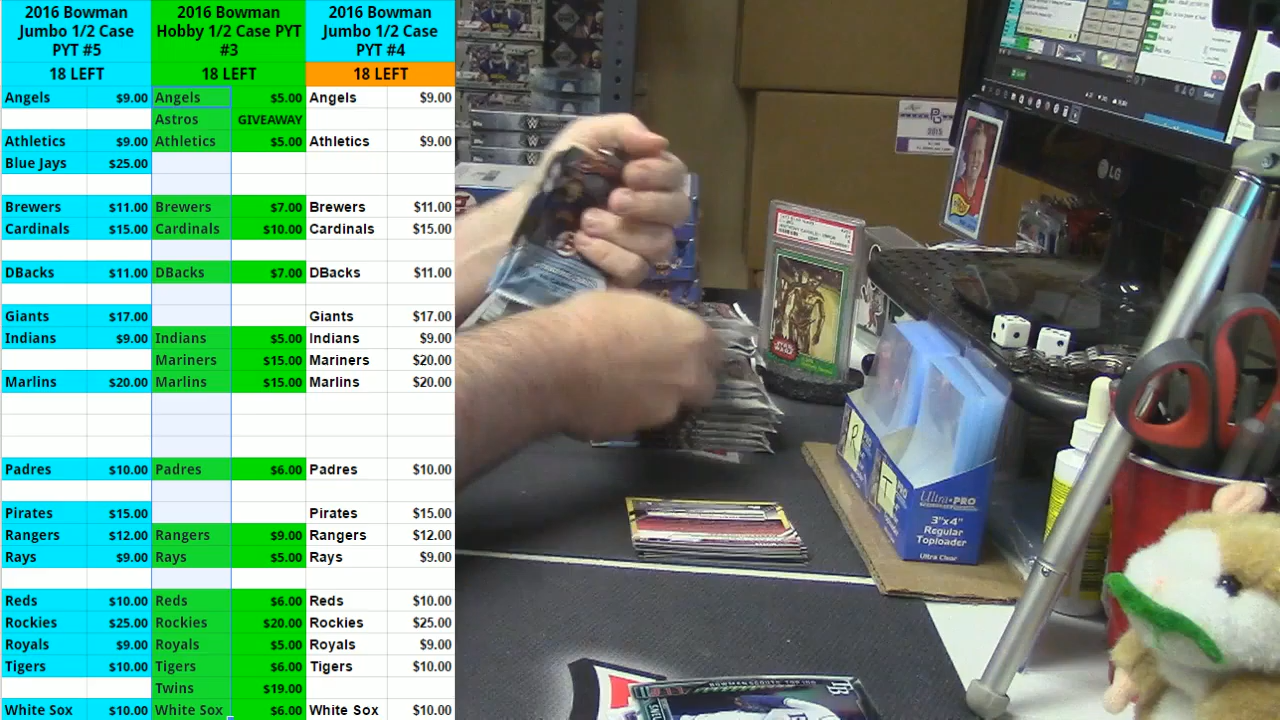 2016 Bowman Jumbo 1/2 Case PYT #5
2016 Bowman Hobby 1/2 Case PYT #3
2016 Bowman Jumbo 1/2 Case PYT #4
18 LEFT 18 LEFT 18 LEFT
Angels $9.00 Angels $5.00 Angels $9.00
Astros GIVEAWAY
Athletics $9.00 Athletics $5.00 Athletics $9.00
Blue Jays $25.00
Brewers $11.00 Brewers $7.00 Brewers $11.00
Cardinals $15.00 Cardinals $10.00 Cardinals $15.00
DBacks $11.00 DBacks $7.00 DBacks $11.00
Giants $17.00 Giants $17.00
Indians $9.00 Indians $5.00 Indians $9.00
Mariners $15.00 Mariners $20.00
Marlins $20.00 Marlins $15.00 Marlins $20.00
Padres $10.00 Padres $6.00 Padres $10.00
Pirates $15.00 Pirates $15.00
Rangers $12.00 Rangers $9.00 Rangers $12.00
Rays $9.00 Rays $5.00 Rays $9.00
Reds $10.00 Reds $6.00 Reds $10.00
Rockies $25.00 Rockies $20.00 Rockies $25.00
Royals $9.00 Royals $5.00 Royals $9.00
Tigers $10.00 Tigers $6.00 Tigers $10.00
Twins $19.00
White Sox $10.00 White Sox $6.00 White Sox $10.00
LG
STAR WARS
R
T
Ultra·PRO
3"x4"
Regular
Toploader
Ultra Clear